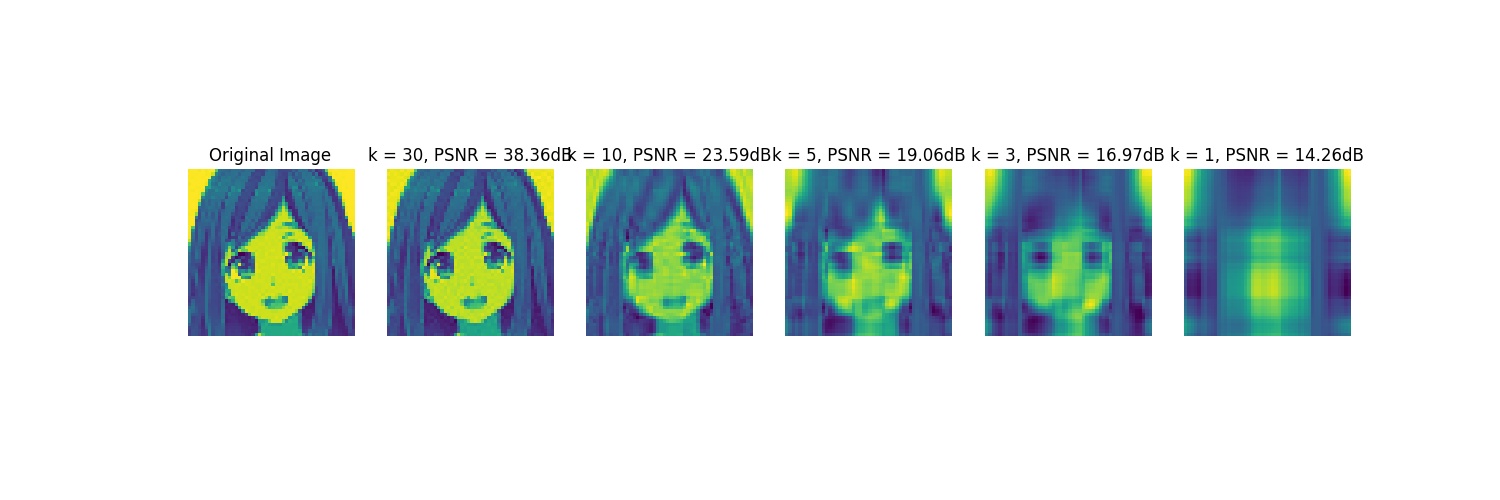 Original Image
k = 30, PSNR = 38.36dB
k = 10, PSNR = 23.59dB
k = 5, PSNR = 19.06dB
k = 3, PSNR = 16.97dB
k = 1, PSNR = 14.26dB